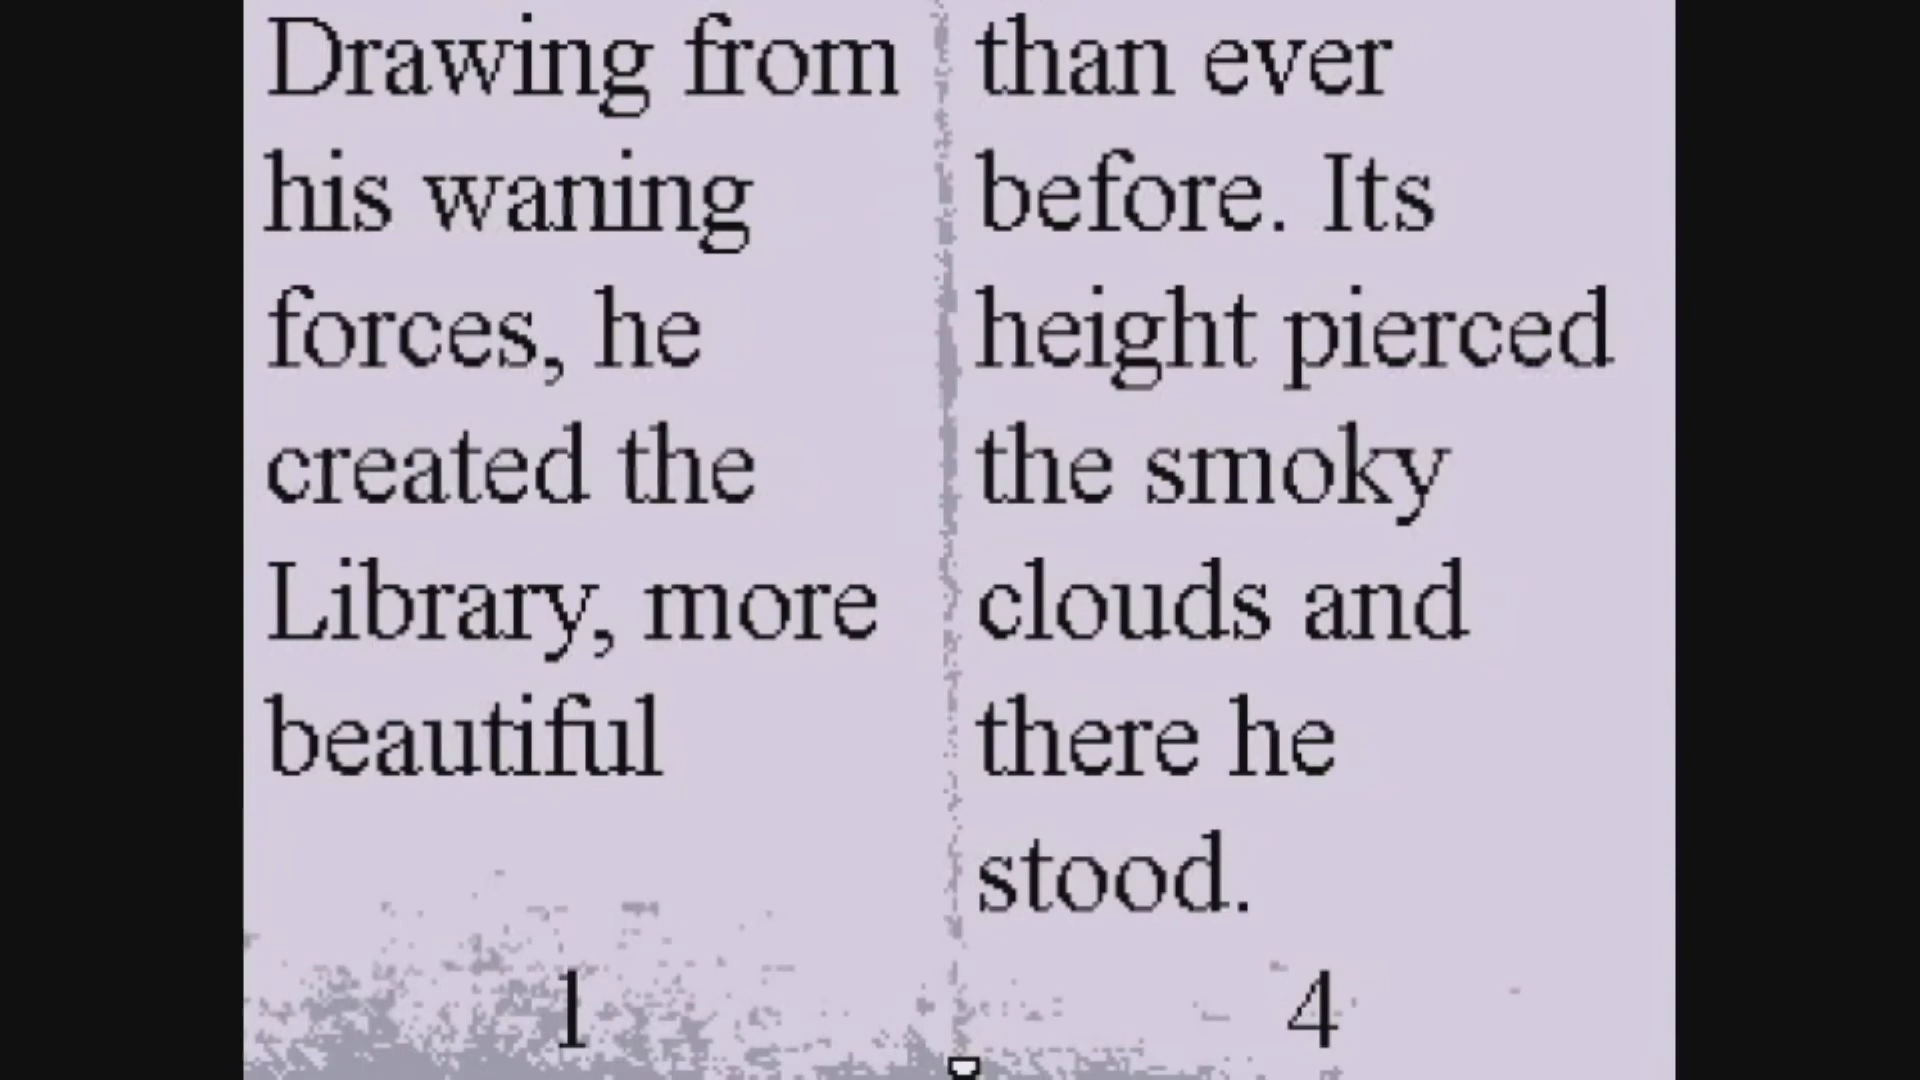 Drawing from
his waning
forces, he
created the
Library, more
beautiful
1
than ever
before. Its
height pierced
the smoky
clouds and
there he
stood.
4